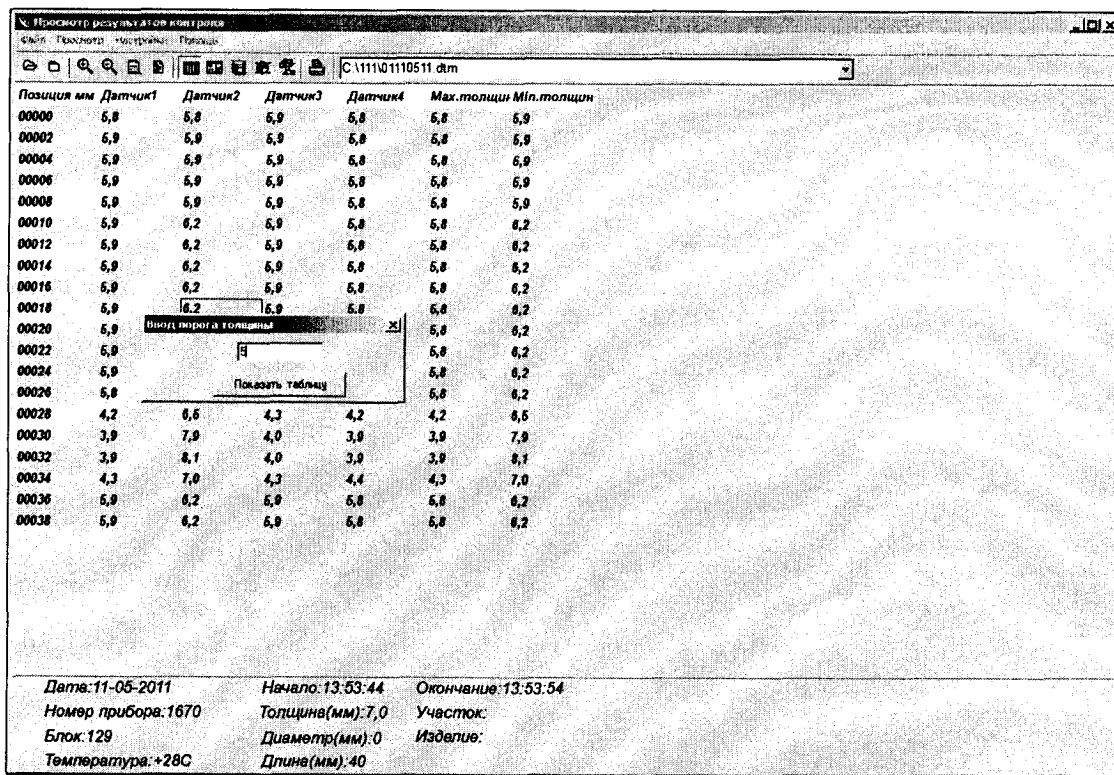 Просмотр результатов контроля
Файл Просмотр Настройки Помощь
C:\111\01110511.dtm
Позиция мм Датчик1 Датчик2 Датчик3 Датчик4 Мах.толщин Min.толщин
00000 5,8 5,8 5,9 5,8 5,8 5,9
00002 5,9 5,9 5,9 5,8 5,8 5,9
00004 5,9 5,9 5,9 5,8 5,8 5,9
00006 5,9 5,9 5,9 5,8 5,8 5,9
00008 5,9 5,9 5,9 5,8 5,8 5,9
00010 5,9 6,2 5,9 5,8 5,8 6,2
00012 5,9 6,2 5,9 5,8 5,8 6,2
00014 5,9 6,2 5,9 5,8 5,8 6,2
00016 5,9 6,2 5,9 5,8 5,8 6,2
00018 5,9 6,2 5,9 5,8 5,8 6,2
Ввод порога толщины
00020 5,9 5,8 6,2
00022 5,9 5 5,8 6,2
00024 5,9 5,8 6,2
Показать таблицу
00026 5,8 5,8 6,2
00028 4,2 6,6 4,3 4,2 4,2 6,6
00030 3,9 7,9 4,0 3,9 3,9 7,9
00032 3,9 8,1 4,0 3,9 3,9 8,1
00034 4,3 7,0 4,3 4,4 4,3 7,0
00036 5,9 6,2 5,9 5,8 5,8 6,2
00038 5,9 6,2 5,9 5,8 5,8 6,2
Дата:11-05-2011 Начало:13:53:44 Окончание:13:53:54
Номер прибора:1670 Толщина(мм):7,0 Участок:
Блок:129 Диаметр(мм):0 Изделие:
Температура:+28C Длина(мм):40